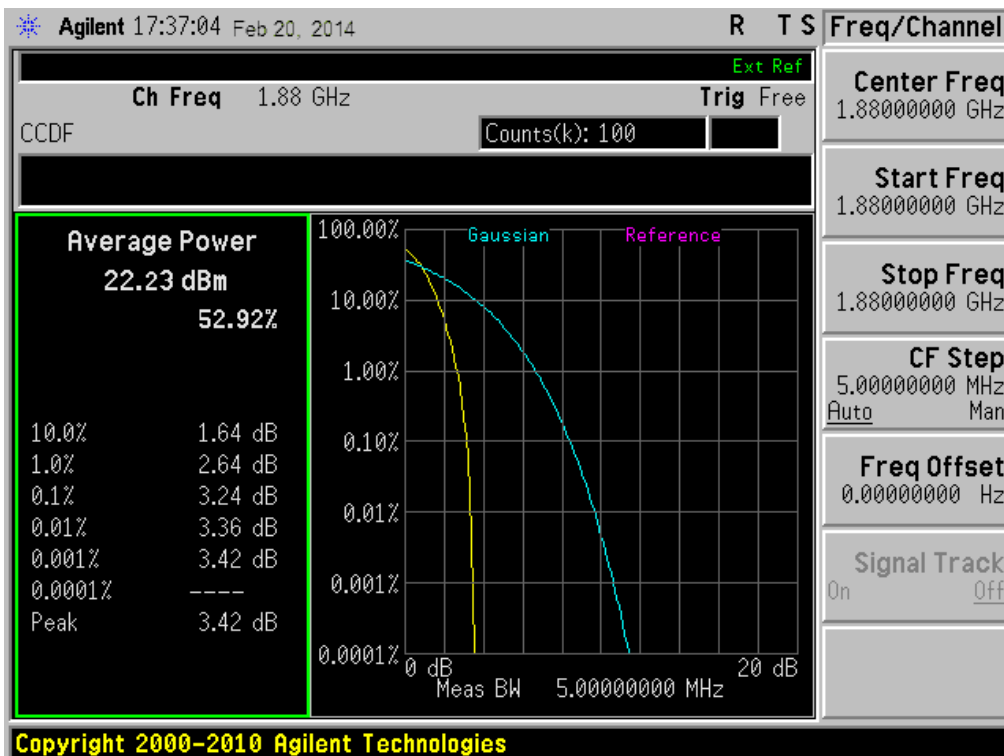 Agilent 17:37:04 Feb 20, 2014 R T S
Ext Ref
Ch Freq 1.88 GHz Trig Free
CCDF Counts(k): 100
Average Power
22.23 dBm
52.92%
10.0% 1.64 dB
1.0% 2.64 dB
0.1% 3.24 dB
0.01% 3.36 dB
0.001% 3.42 dB
0.0001% ----
Peak 3.42 dB
Gaussian Reference
100.00%
10.00%
1.00%
0.10%
0.01%
0.001%
0.0001%
0 dB 20 dB
Meas BW 5.00000000 MHz
Freq/Channel
Center Freq
1.88000000 GHz
Start Freq
1.88000000 GHz
Stop Freq
1.88000000 GHz
CF Step
5.00000000 MHz
Auto Man
Freq Offset
0.00000000 Hz
Signal Track
On Off
Copyright 2000-2010 Agilent Technologies